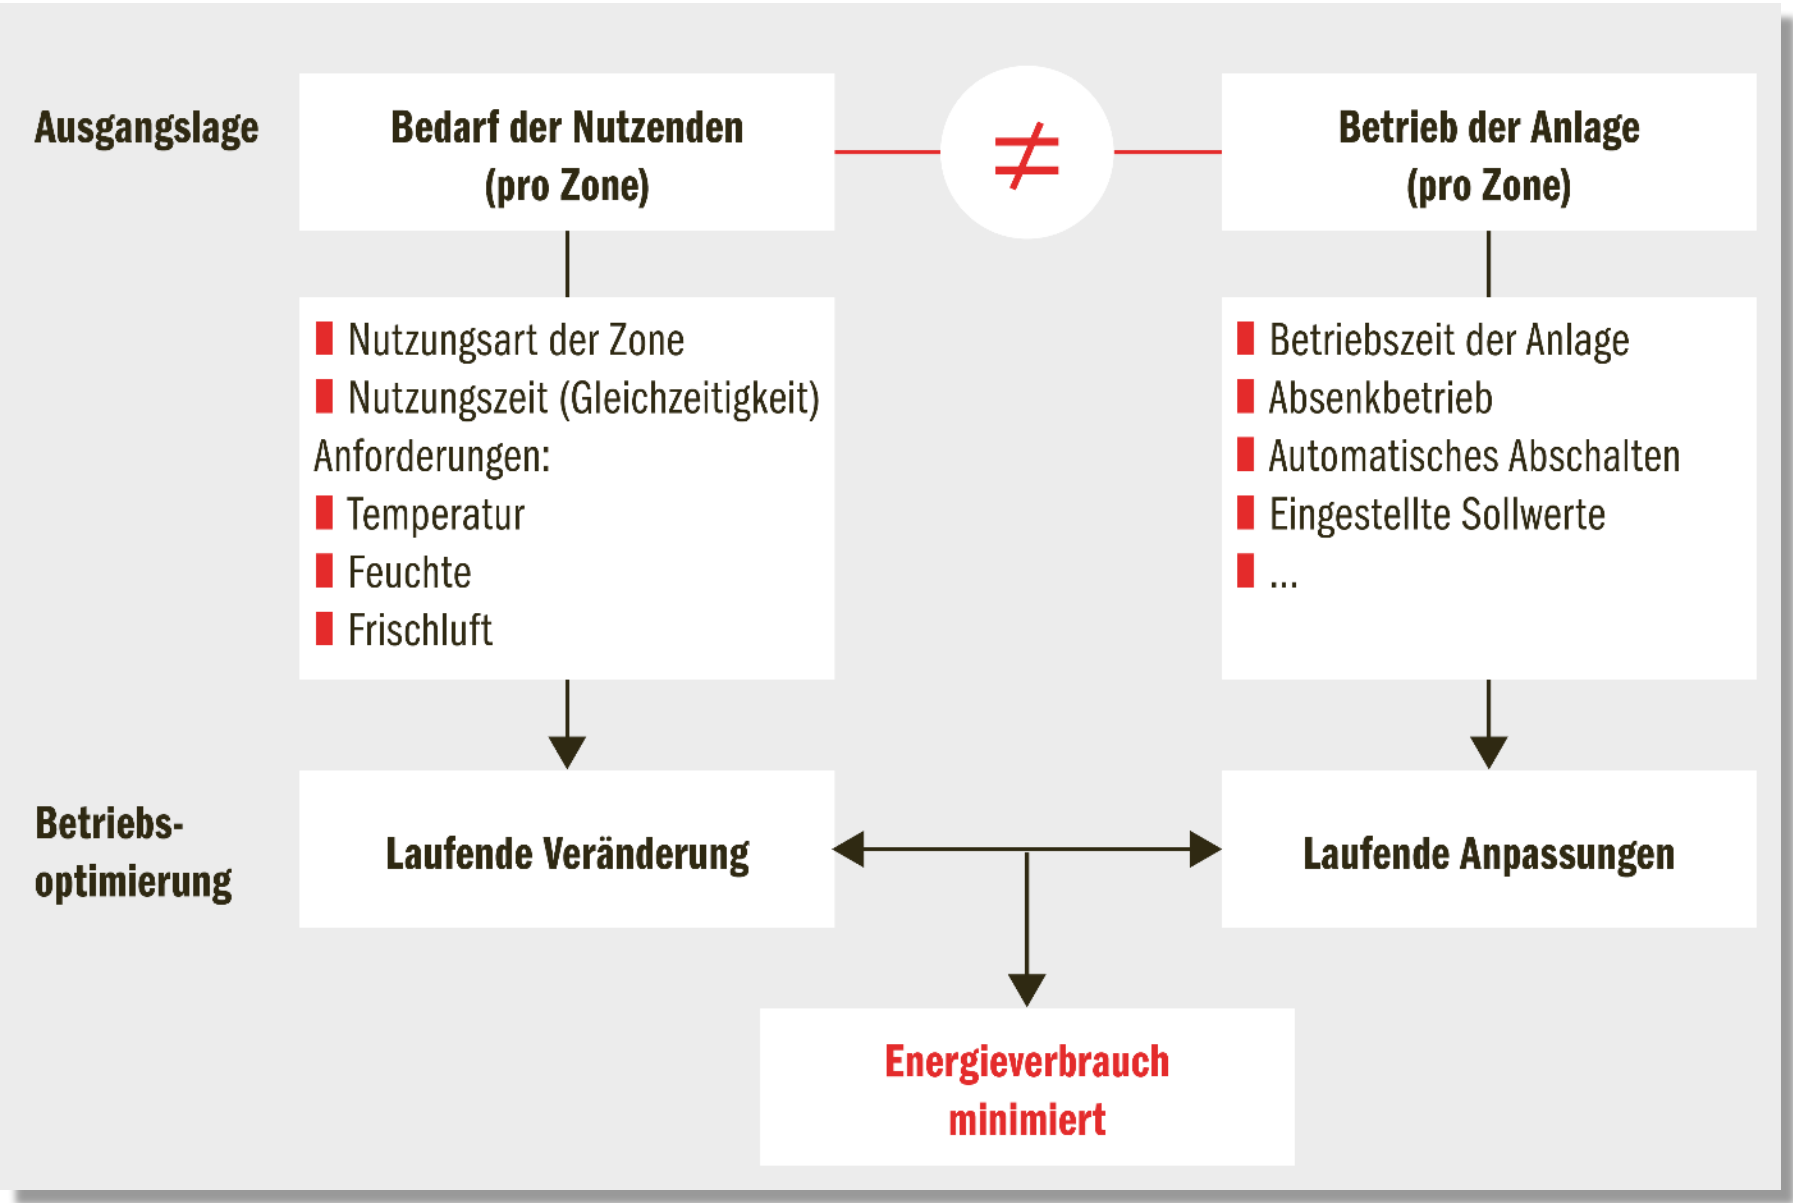 Ausgangslage
Bedarf der Nutzenden
(pro Zone)
≠
Betrieb der Anlage
(pro Zone)
Nutzungsart der Zone
Nutzungszeit (Gleichzeitigkeit)
Anforderungen:
Temperatur
Feuchte
Frischluft
Betriebszeit der Anlage
Absenkbetrieb
Automatisches Abschalten
Eingestellte Sollwerte
...
Betriebs-
optimierung
Laufende Veränderung
Laufende Anpassungen
Energieverbrauch
minimiert